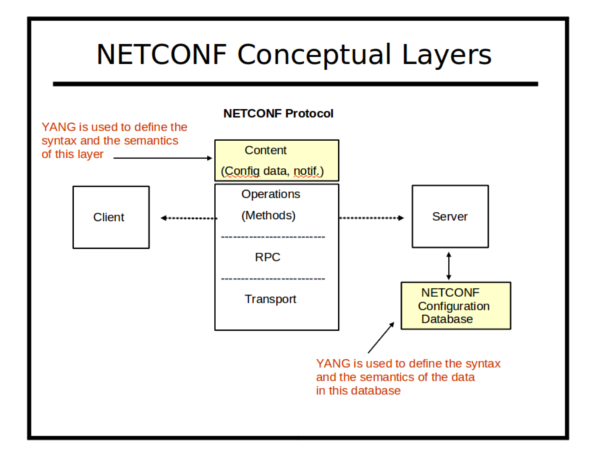 NETCONF Conceptual Layers
NETCONF Protocol
YANG is used to define the
syntax and the semantics
of this layer
Content
(Config data, notif.)
Operations
(Methods)
RPC
Transport
Client
Server
NETCONF
Configuration
Database
YANG is used to define the syntax
and the semantics of the data
in this database